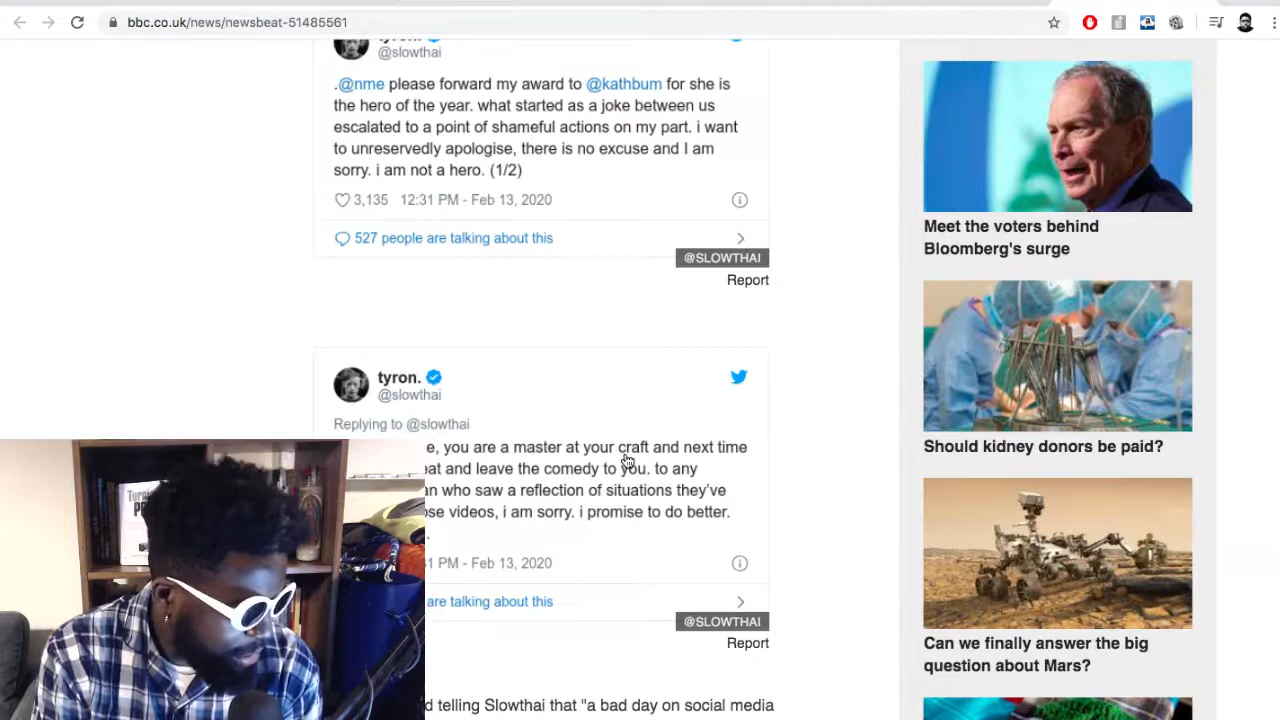 bbc.co.uk/news/newsbeat-51485561
@slowthai
.@nme please forward my award to @kathbum for she is
the hero of the year. what started as a joke between us
escalated to a point of shameful actions on my part. i want
to unreservedly apologise, there is no excuse and I am
sorry. i am not a hero. (1/2)
3,135 12:31 PM - Feb 13, 2020
527 people are talking about this
@SLOWTHAI
Report
tyron.
@slowthai
Replying to @slowthai
e, you are a master at your craft and next time
eat and leave the comedy to you. to any
an who saw a reflection of situations they've
ose videos, i am sorry. i promise to do better.
PM - Feb 13, 2020
are talking about this
@SLOWTHAI
Report
d telling Slowthai that "a bad day on social media
Meet the voters behind
Bloomberg's surge
Should kidney donors be paid?
Can we finally answer the big
question about Mars?